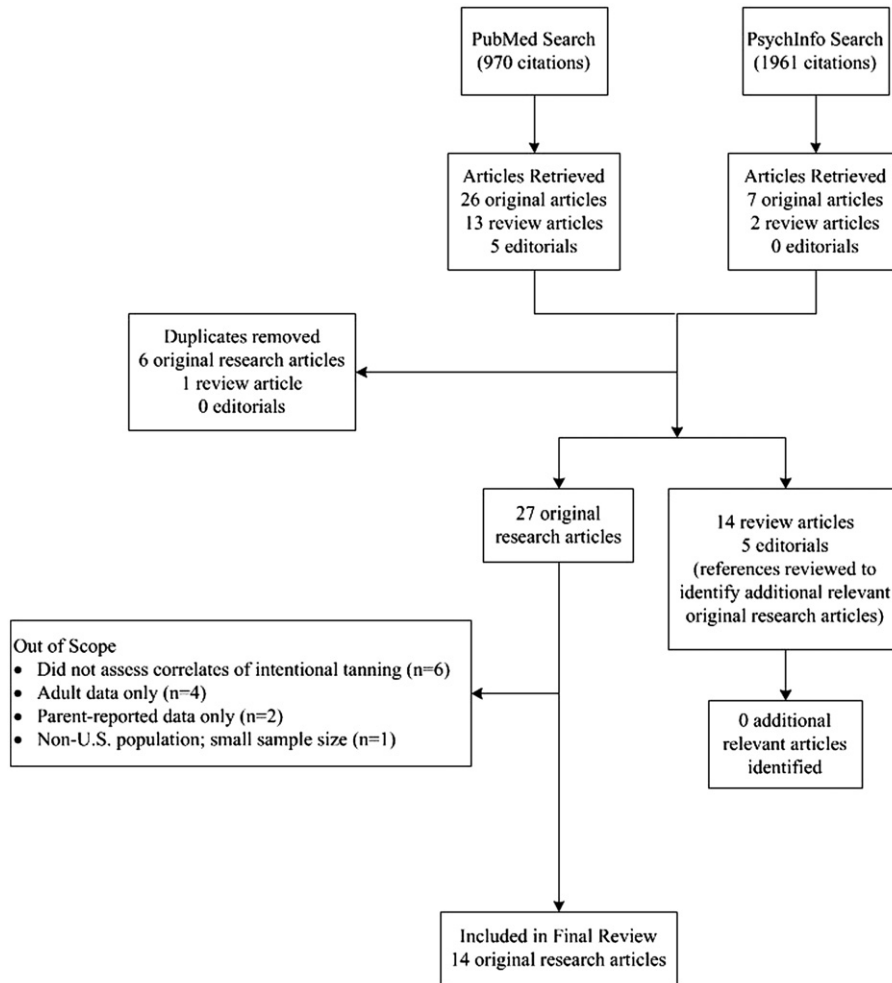 PubMed Search
(970 citations)
PsychInfo Search
(1961 citations)
Articles Retrieved
26 original articles
13 review articles
5 editorials
Articles Retrieved
7 original articles
2 review articles
0 editorials
Duplicates removed
6 original research articles
1 review article
0 editorials
27 original
research articles
14 review articles
5 editorials
(references reviewed to
identify additional relevant
original research articles)
Out of Scope
• Did not assess correlates of intentional tanning (n=6)
• Adult data only (n=4)
• Parent-reported data only (n=2)
• Non-U.S. population; small sample size (n=1)
0 additional
relevant articles
identified
Included in Final Review
14 original research articles